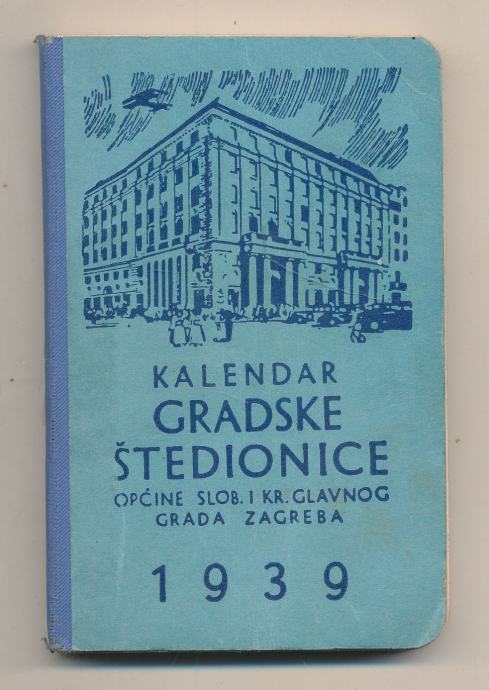 KALENDAR
GRADSKE
ŠTEDIONICE
OPĆINE SLOB. I KR. GLAVNOG
GRADA ZAGREBA
1939